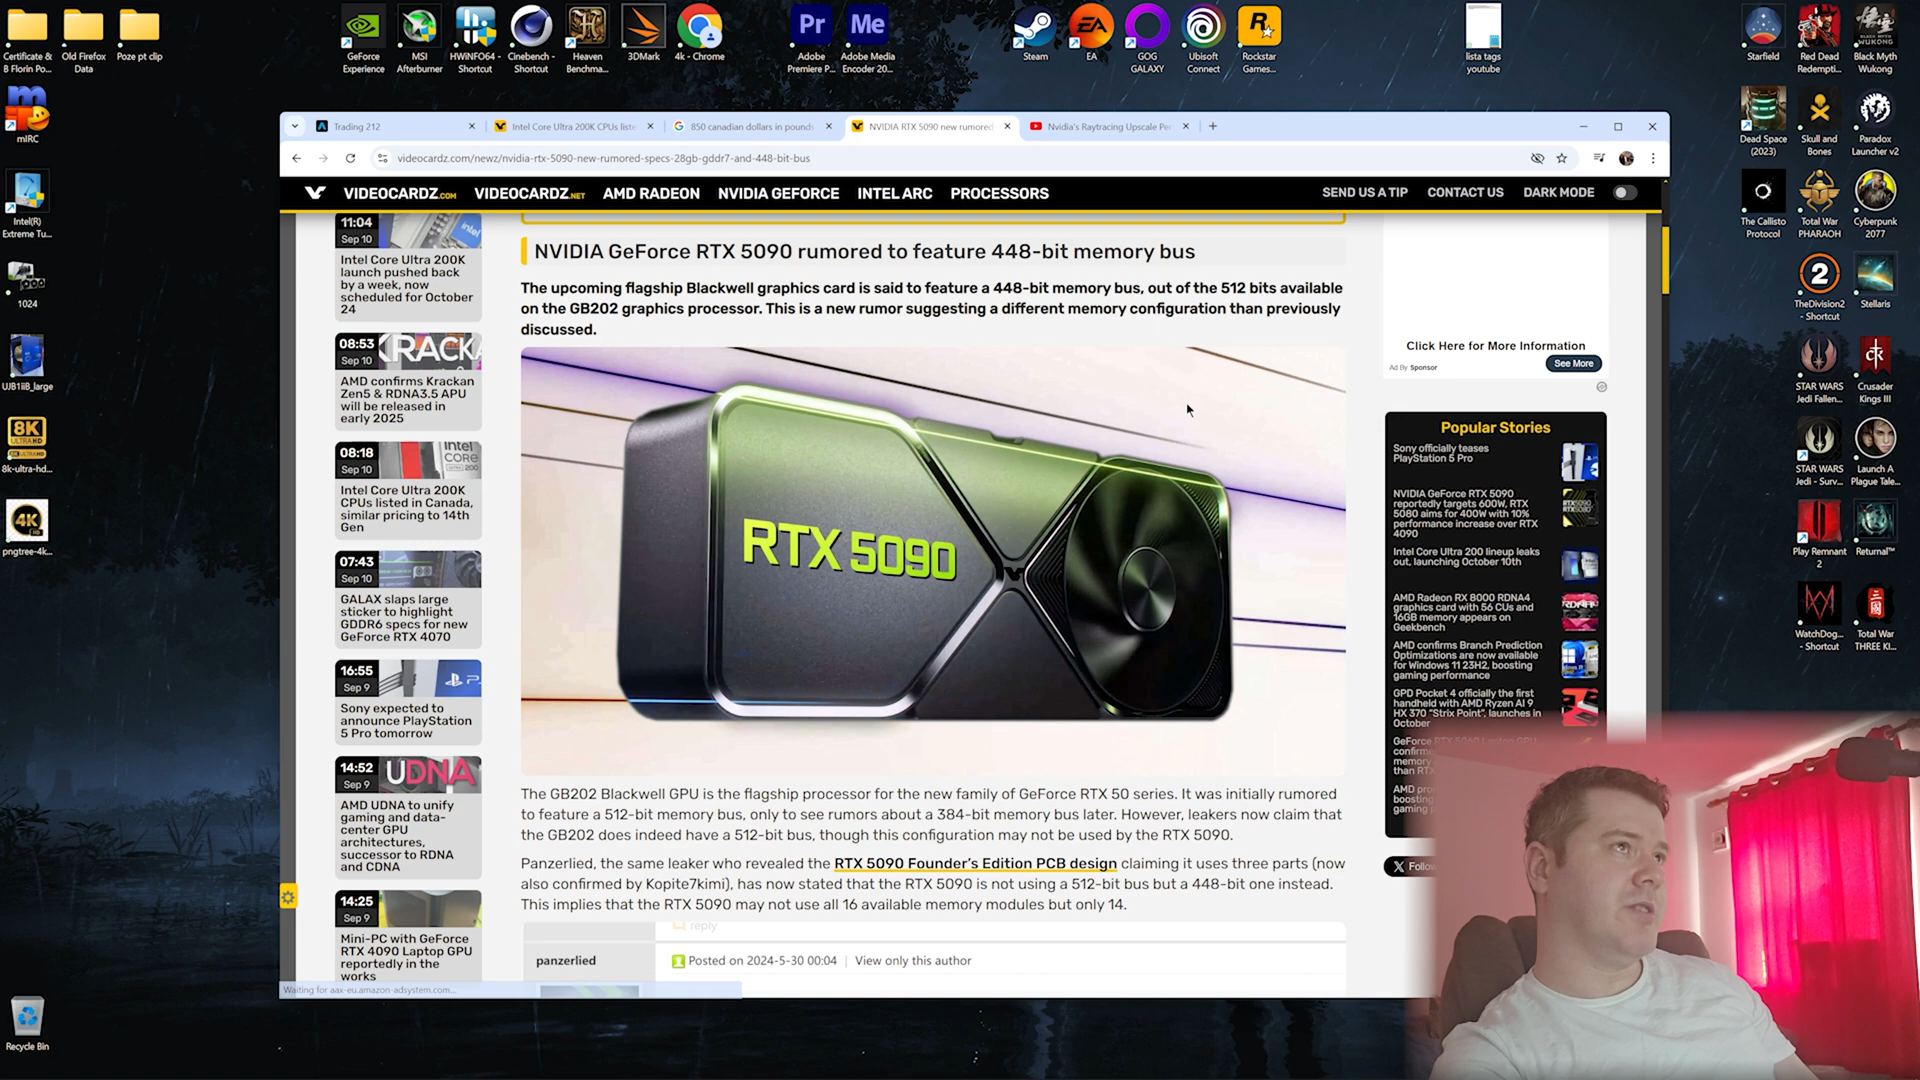 Certificate &
B Florin Po...
Old Firefox
Data
Poze pt clip
GeForce
Experience
MSI
Afterburner
HWiNFO64 -
Shortcut
Cinebench -
Shortcut
Heaven
Benchma...
3DMark
4k - Chrome
Pr
Adobe
Premiere P...
Me
Adobe Media
Encoder 20...
Steam
EA
EA
GOG
GALAXY
Ubisoft
Connect
Rockstar
Games...
lista tags
youtube
Starfield
Red Dead
Redempti...
Black Myth
Wukong
mIRC
Intel(R)
Extreme Tu...
1024
UJB1iiB_large
8K
ULTRA HD
8k-ultra-hd...
4K
pngtree-4k...
Recycle Bin
Dead Space
(2023)
Skull and
Bones
Paradox
Launcher v2
The Callisto
Protocol
Total War
PHARAOH
Cyberpunk
2077
2
TheDivision2
- Shortcut
Stellaris
STAR WARS
Jedi Fallen...
Crusader
Kings III
STAR WARS
Jedi - Surv...
Launch A
Plague Tale...
Play Remnant
2
Returnal™
WatchDog...
- Shortcut
Total War
THREE KI...
Trading 212
Intel Core Ultra 200K CPUs liste
850 canadian dollars in pounds
NVIDIA RTX 5090 new rumored
Nvidia's Raytracing Upscale Per
videocardz.com/newz/nvidia-rtx-5090-new-rumored-specs-28gb-gddr7-and-448-bit-bus
VIDEOCARDZ.COM
VIDEOCARDZ.NET
AMD RADEON
NVIDIA GEFORCE
INTEL ARC
PROCESSORS
SEND US A TIP
CONTACT US
DARK MODE
11:04
Sep 10
Intel Core Ultra 200K
launch pushed back
by a week, now
scheduled for October
24
08:53
Sep 10
KRACKA
AMD confirms Krackan
Zen5 & RDNA3.5 APU
will be released in
early 2025
08:18
Sep 10
intel
CORE
Intel Core Ultra 200K
CPUs listed in Canada,
similar pricing to 14th
Gen
07:43
Sep 10
GALAX slaps large
sticker to highlight
GDDR6 specs for new
GeForce RTX 4070
16:55
Sep 9
Sony expected to
announce PlayStation
5 Pro tomorrow
14:52
Sep 9
UDNA
AMD UDNA to unify
gaming and data-
center GPU
architectures,
successor to RDNA
and CDNA
14:25
Sep 9
Mini-PC with GeForce
RTX 4090 Laptop GPU
reportedly in the
works
NVIDIA GeForce RTX 5090 rumored to feature 448-bit memory bus
The upcoming flagship Blackwell graphics card is said to feature a 448-bit memory bus, out of the 512 bits available
on the GB202 graphics processor. This is a new rumor suggesting a different memory configuration than previously
discussed.
RTX 5090
The GB202 Blackwell GPU is the flagship processor for the new family of GeForce RTX 50 series. It was initially rumored
to feature a 512-bit memory bus, only to see rumors about a 384-bit memory bus later. However, leakers now claim that
the GB202 does indeed have a 512-bit bus, though this configuration may not be used by the RTX 5090.
Panzerlied, the same leaker who revealed the RTX 5090 Founder's Edition PCB design claiming it uses three parts (now
also confirmed by Kopite7kimi), has now stated that the RTX 5090 is not using a 512-bit bus but a 448-bit one instead.
This implies that the RTX 5090 may not use all 16 available memory modules but only 14.
reply
panzerlied
Posted on 2024-5-30 00:04 | View only this author
Waiting for aax-eu.amazon-adsystem.com...
Click Here for More Information
Ad By Sponsor
See More
Popular Stories
Sony officially teases
PlayStation 5 Pro
NVIDIA GeForce RTX 5090
reportedly targets 600W, RTX
5080 aims for 400W with 10%
performance increase over RTX
4090
Intel Core Ultra 200 lineup leaks
out, launching October 10th
AMD Radeon RX 8000 RDNA4
graphics card with 56 CUs and
16GB memory appears on
Geekbench
AMD confirms Branch Prediction
Optimizations are now available
for Windows 11 23H2, boosting
gaming performance
GPD Pocket 4 officially the first
handheld with AMD Ryzen AI 9
HX 370 "Strix Point", launches in
October
GeForce RTX 5060 Laptop GPU
confirme
than RTX
AMD pro
boosting
gaming p
Follow